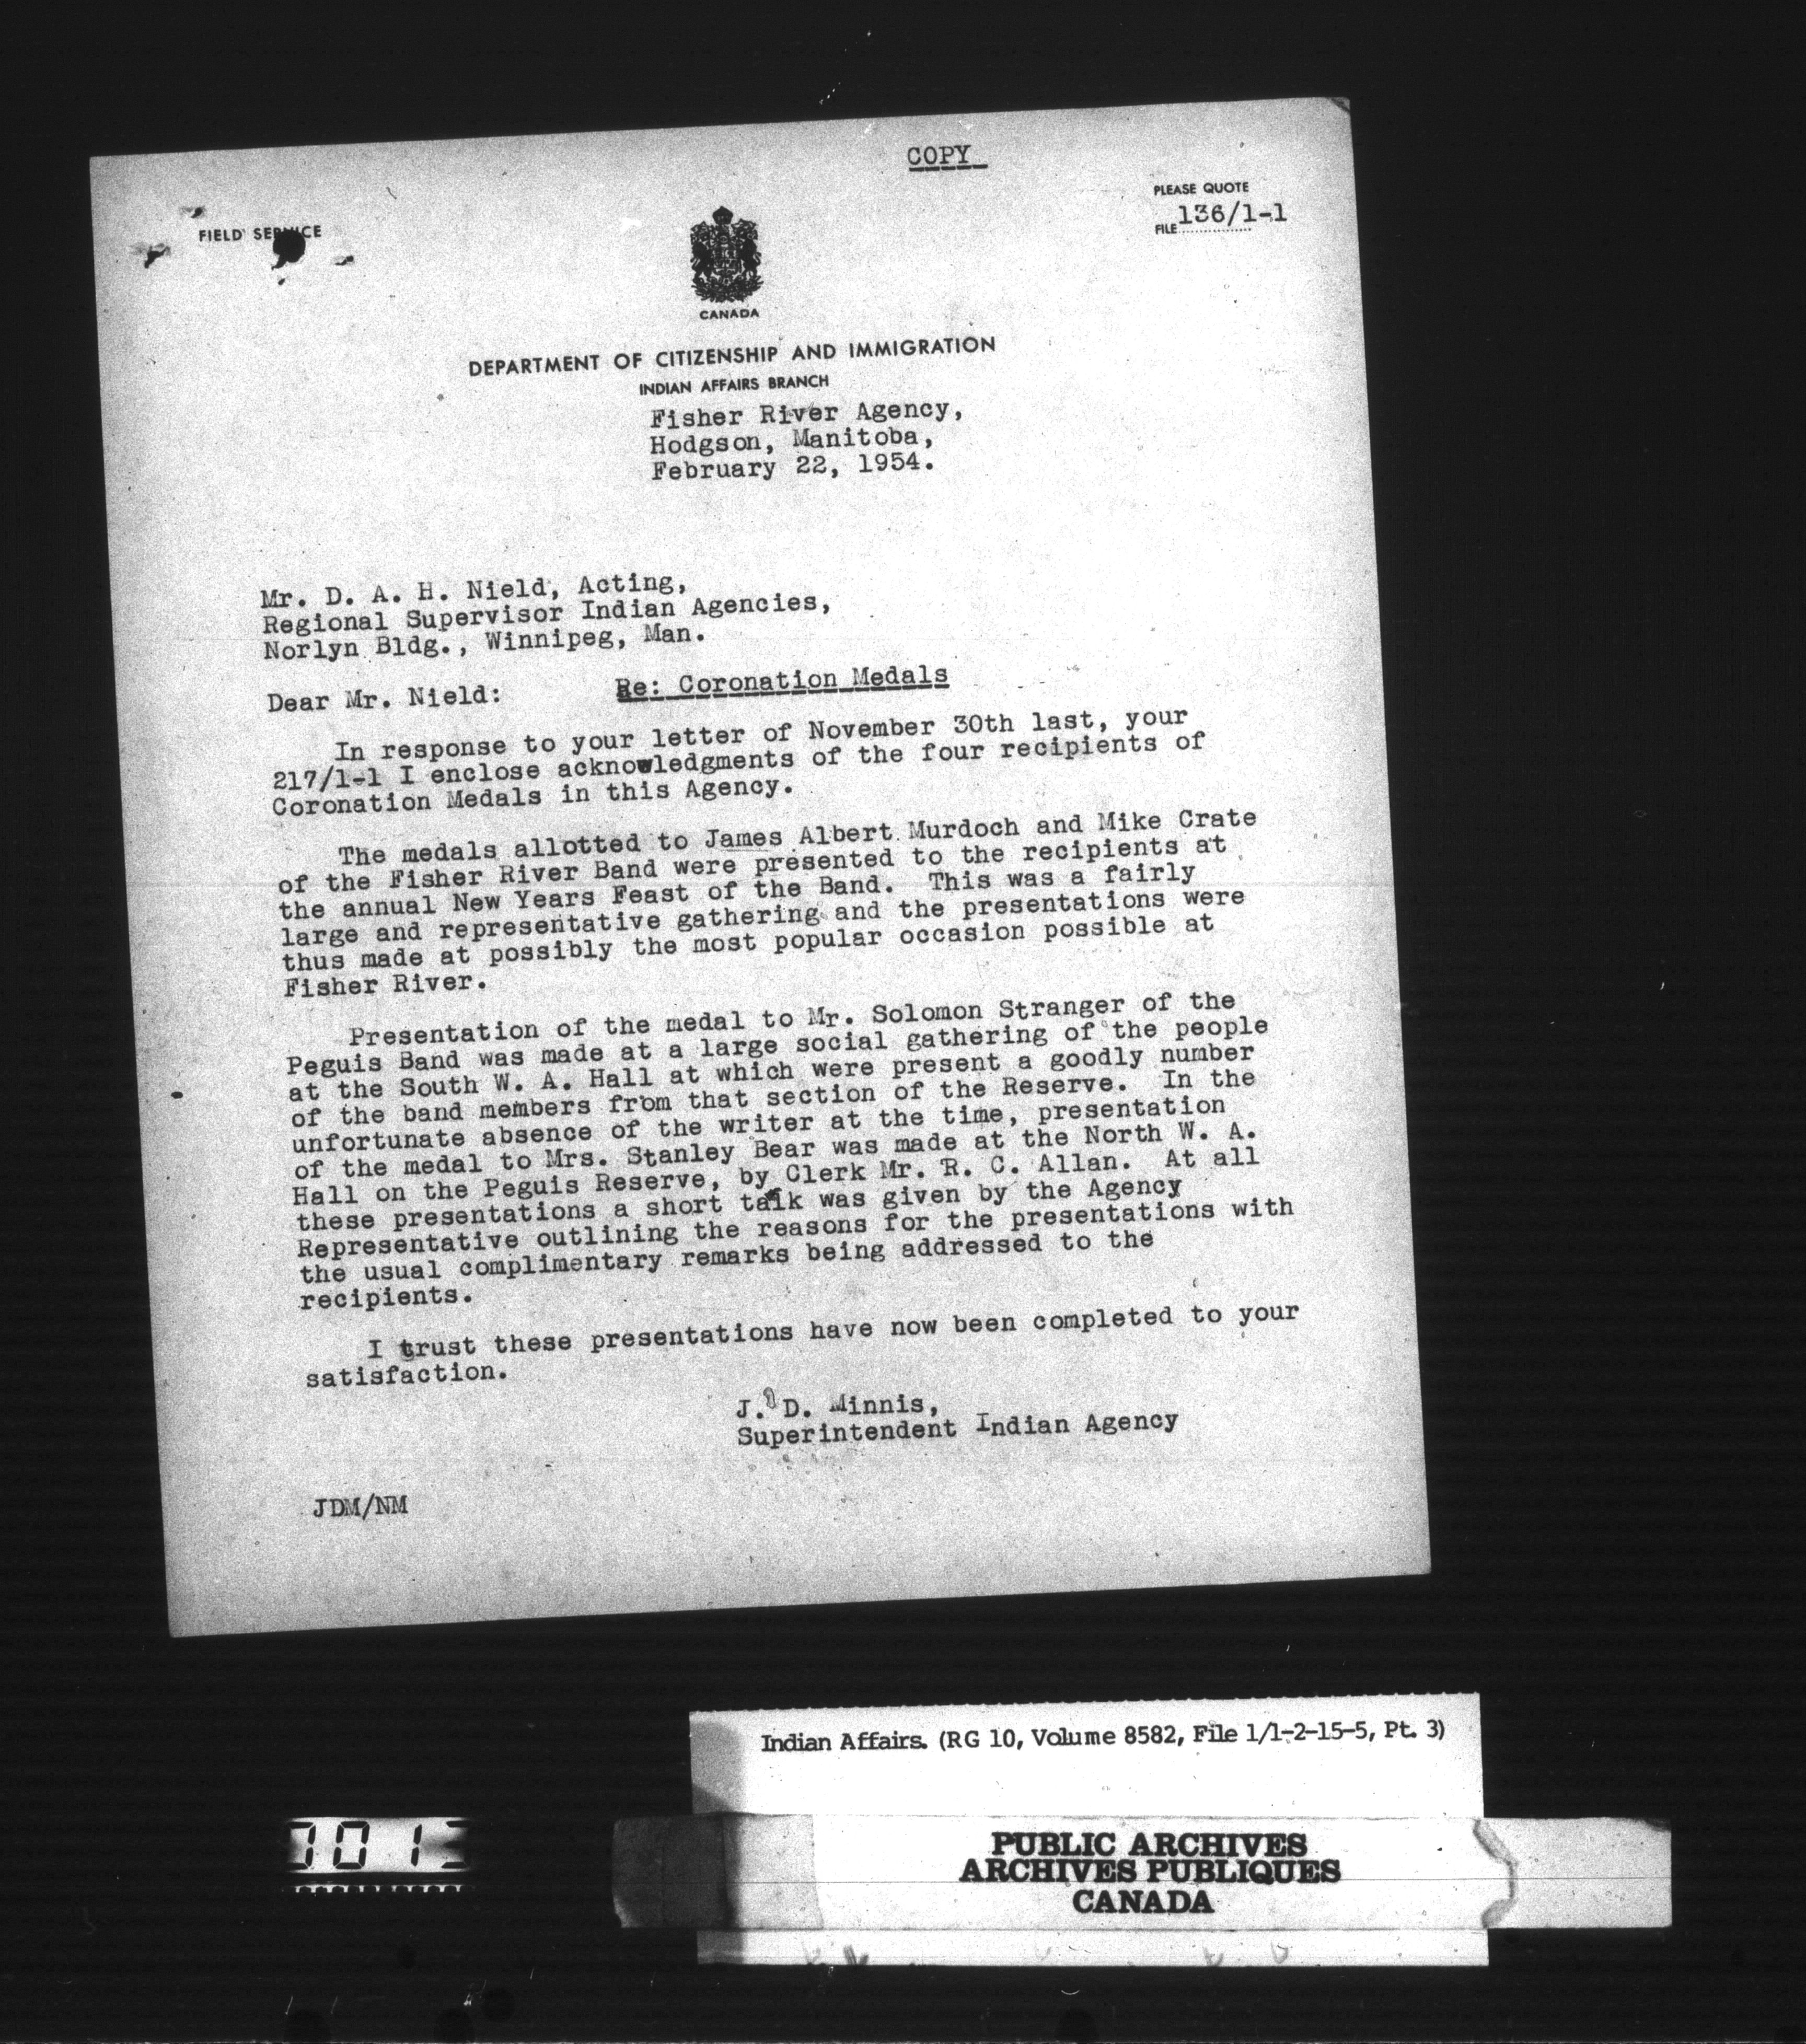 COPY
PLEASE QUOTE
FILE 136/1-1
FIELD SERVICE
CANADA
DEPARTMENT OF CITIZENSHIP AND IMMIGRATION
INDIAN AFFAIRS BRANCH
Fisher River Agency,
Hodgson, Manitoba,
February 22, 1954.
Mr. D. A. H. Nield, Acting,
Regional Supervisor Indian Agencies,
Norlyn Bldg., Winnipeg, Man.
Dear Mr. Nield: Re: Coronation Medals
In response to your letter of November 30th last, your
217/1-1 I enclose acknowledgments of the four recipients of
Coronation Medals in this Agency.
The medals allotted to James Albert Murdoch and Mike Crate
of the Fisher River Band were presented to the recipients at
the annual New Years Feast of the Band. This was a fairly
large and representative gathering and the presentations were
thus made at possibly the most popular occasion possible at
Fisher River.
Presentation of the medal to Mr. Solomon Stranger of the
Peguis Band was made at a large social gathering of the people
at the South W. A. Hall at which were present a goodly number
of the band members from that section of the Reserve. In the
unfortunate absence of the writer at the time, presentation
of the medal to Mrs. Stanley Bear was made at the North W. A.
Hall on the Peguis Reserve, by Clerk Mr. R. C. Allan. At all
these presentations a short talk was given by the Agency
Representative outlining the reasons for the presentations with
the usual complimentary remarks being addressed to the
recipients.
I trust these presentations have now been completed to your
satisfaction.
J. D. Minnis,
Superintendent Indian Agency
JDM/NM
Indian Affairs. (RG 10, Volume 8582, File 1/1-2-15-5, Pt. 3)
PUBLIC ARCHIVES
ARCHIVES PUBLIQUES
CANADA